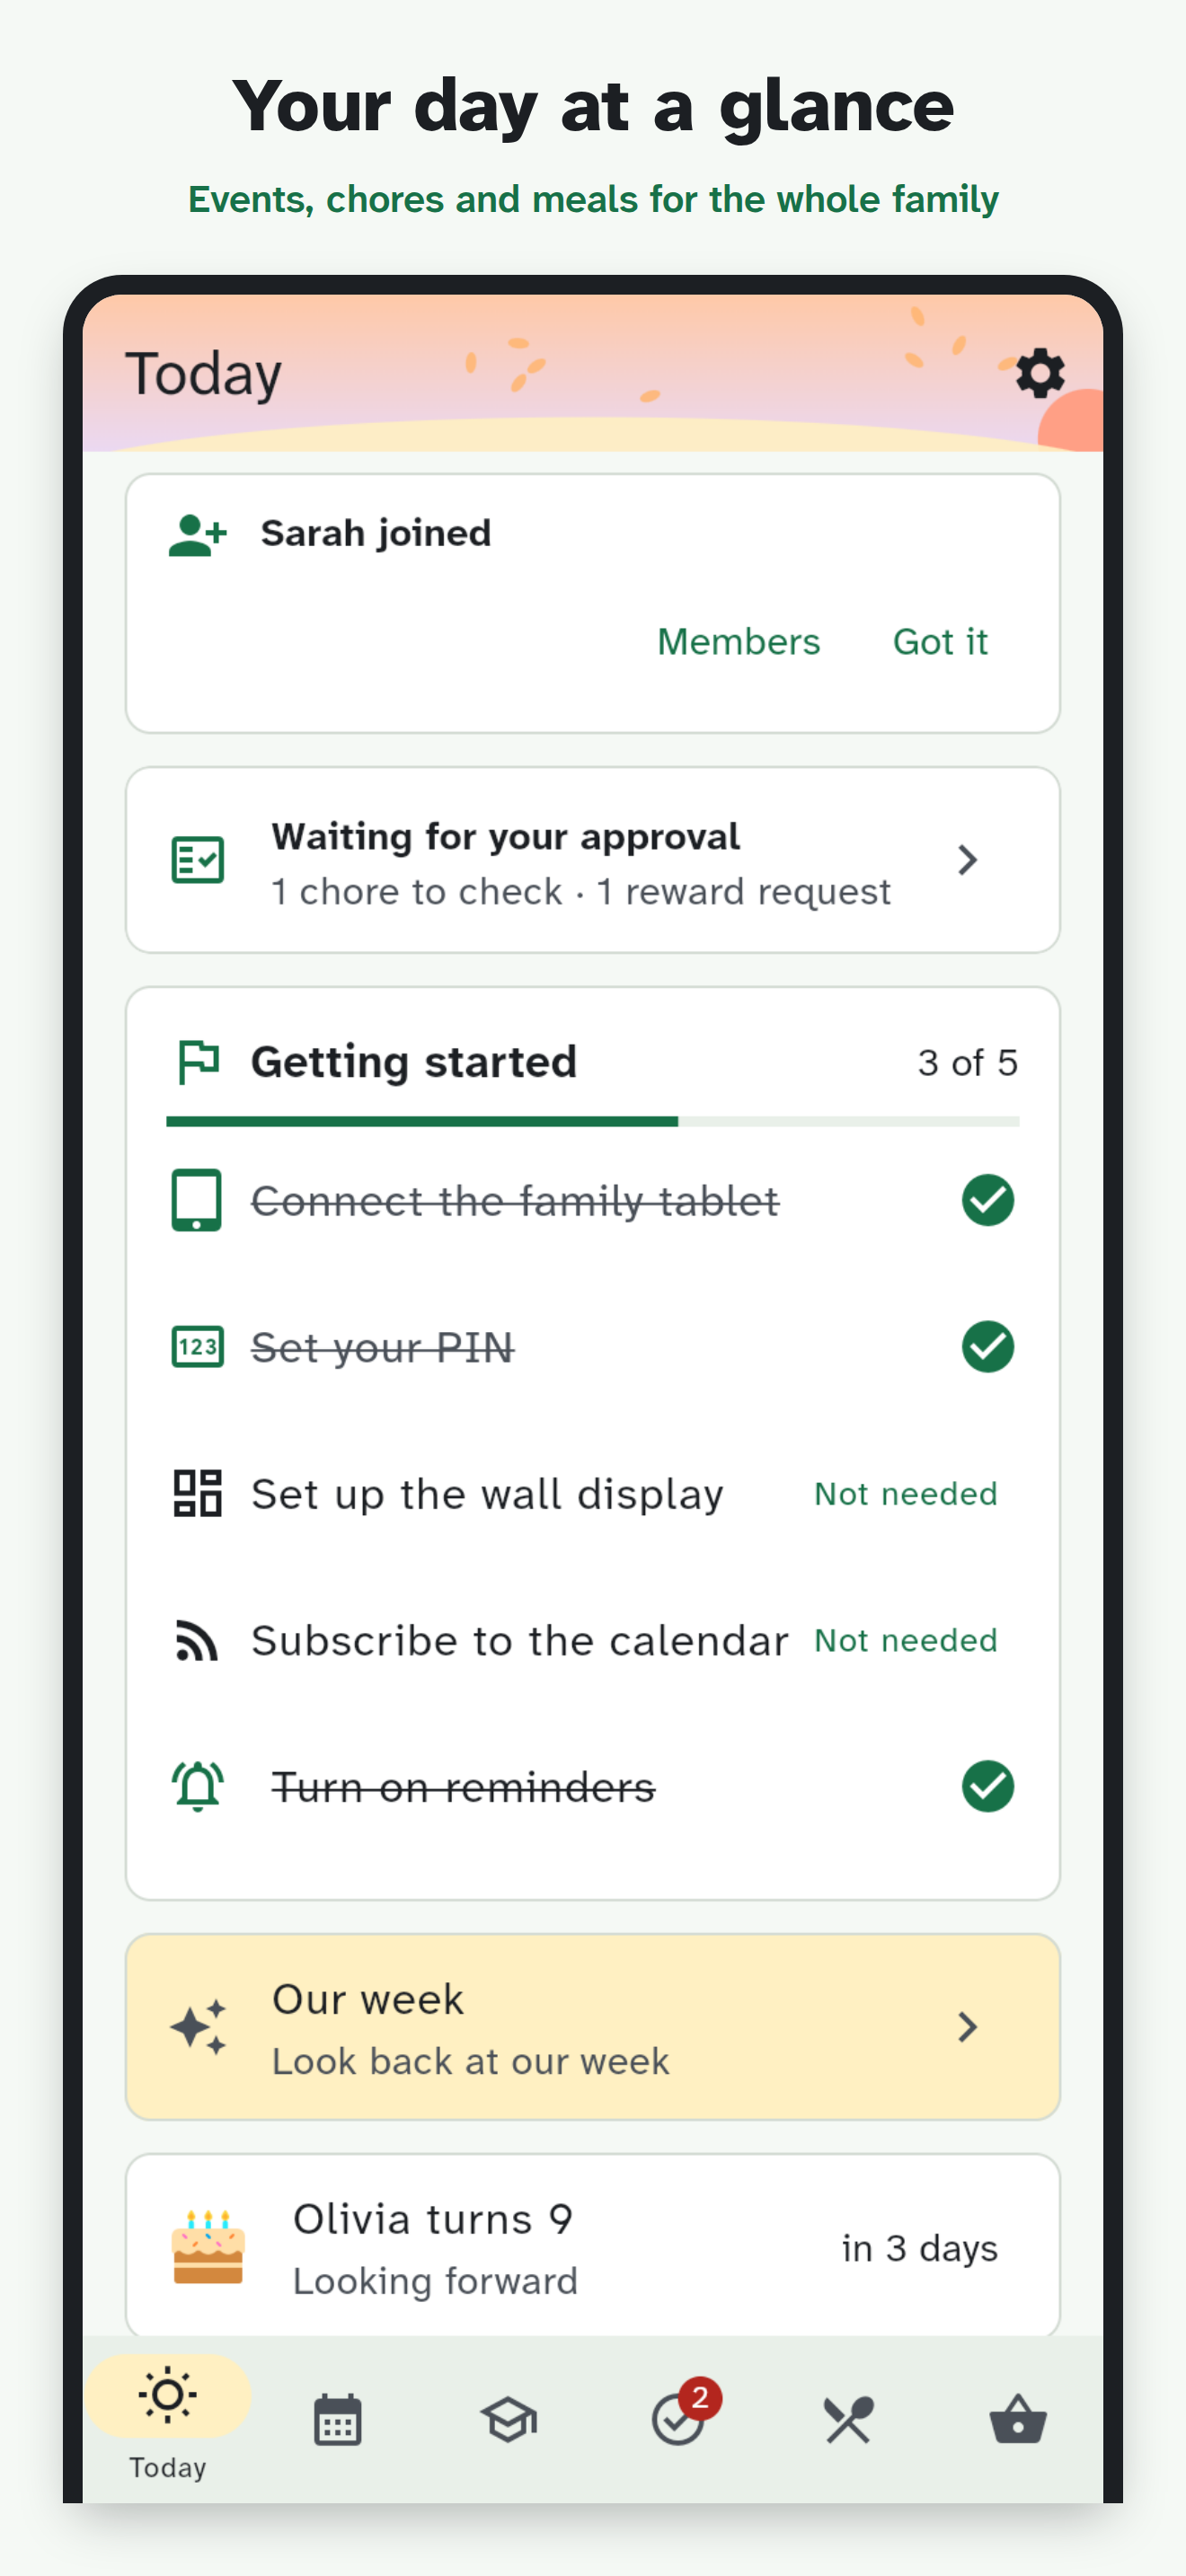 Your day at a glance
Events, chores and meals for the whole family
Today
Sarah joined
Members Got it
Waiting for your approval
1 chore to check · 1 reward request
Getting started 3 of 5
Connect the family tablet
123 Set your PIN
Set up the wall display Not needed
Subscribe to the calendar Not needed
Turn on reminders
Our week
Look back at our week
Olivia turns 9
in 3 days
Looking forward
2
Today